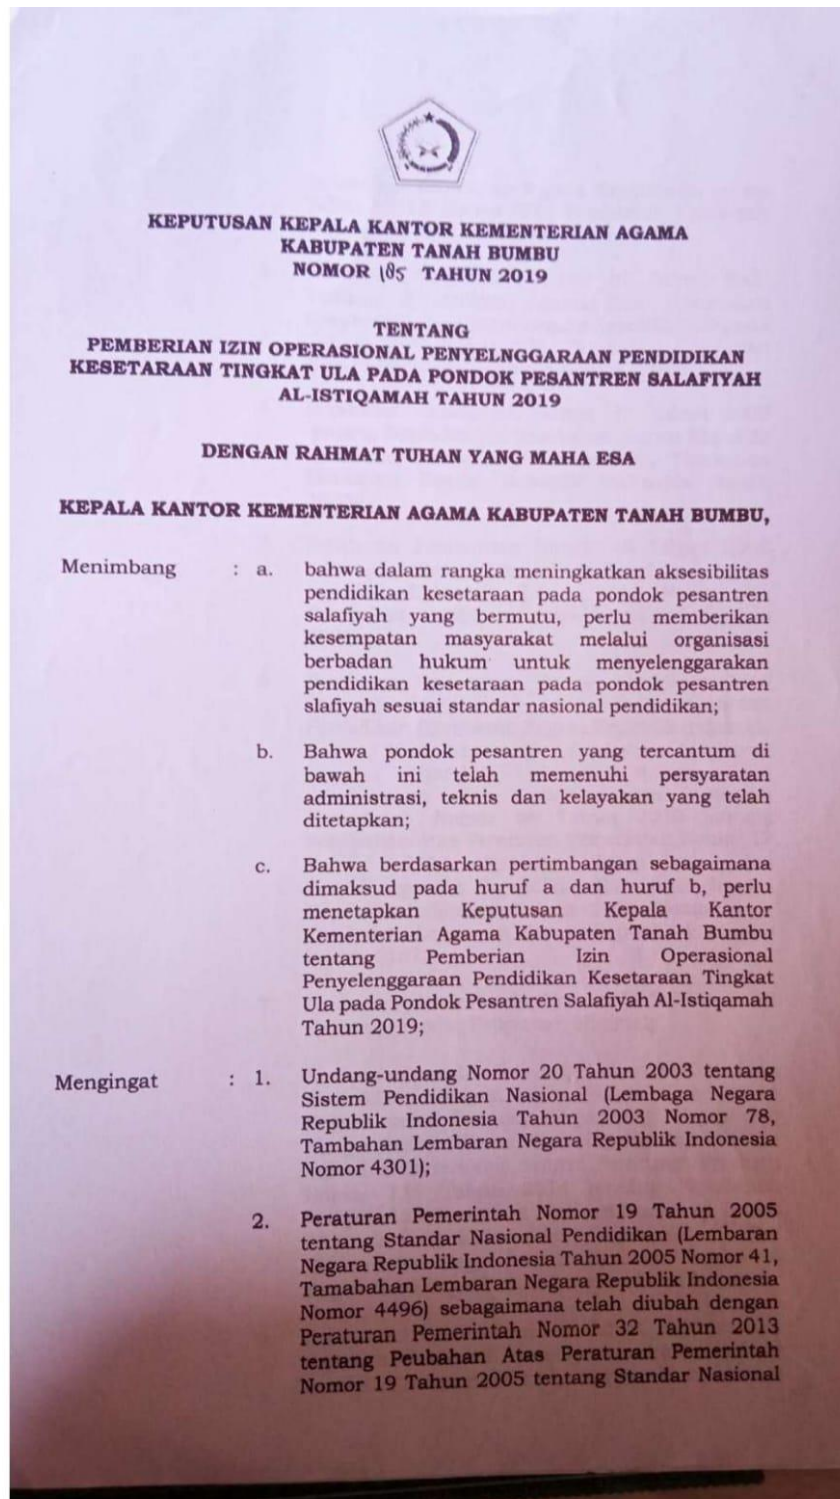 KEPUTUSAN KEPALA KANTOR KEMENTERIAN AGAMA
KABUPATEN TANAH BUMBU
NOMOR 185 TAHUN 2019
TENTANG
PEMBERIAN IZIN OPERASIONAL PENYELNGGARAAN PENDIDIKAN
KESETARAAN TINGKAT ULA PADA PONDOK PESANTREN SALAFIYAH
AL-ISTIQAMAH TAHUN 2019
DENGAN RAHMAT TUHAN YANG MAHA ESA
KEPALA KANTOR KEMENTERIAN AGAMA KABUPATEN TANAH BUMBU,
Menimbang : a. bahwa dalam rangka meningkatkan aksesibilitas
pendidikan kesetaraan pada pondok pesantren
salafiyah yang bermutu, perlu memberikan
kesempatan masyarakat melalui organisasi
berbadan hukum untuk menyelenggarakan
pendidikan kesetaraan pada pondok pesantren
slafiyah sesuai standar nasional pendidikan;
b. Bahwa pondok pesantren yang tercantum di
bawah ini telah memenuhi persyaratan
administrasi, teknis dan kelayakan yang telah
ditetapkan;
c. Bahwa berdasarkan pertimbangan sebagaimana
dimaksud pada huruf a dan huruf b, perlu
menetapkan Keputusan Kepala Kantor
Kementerian Agama Kabupaten Tanah Bumbu
tentang Pemberian Izin Operasional
Penyelenggaraan Pendidikan Kesetaraan Tingkat
Ula pada Pondok Pesantren Salafiyah Al-Istiqamah
Tahun 2019;
Mengingat : 1. Undang-undang Nomor 20 Tahun 2003 tentang
Sistem Pendidikan Nasional (Lembaga Negara
Republik Indonesia Tahun 2003 Nomor 78,
Tambahan Lembaran Negara Republik Indonesia
Nomor 4301);
2. Peraturan Pemerintah Nomor 19 Tahun 2005
tentang Standar Nasional Pendidikan (Lembaran
Negara Republik Indonesia Tahun 2005 Nomor 41,
Tamabahan Lembaran Negara Republik Indonesia
Nomor 4496) sebagaimana telah diubah dengan
Peraturan Pemerintah Nomor 32 Tahun 2013
tentang Peubahan Atas Peraturan Pemerintah
Nomor 19 Tahun 2005 tentang Standar Nasional